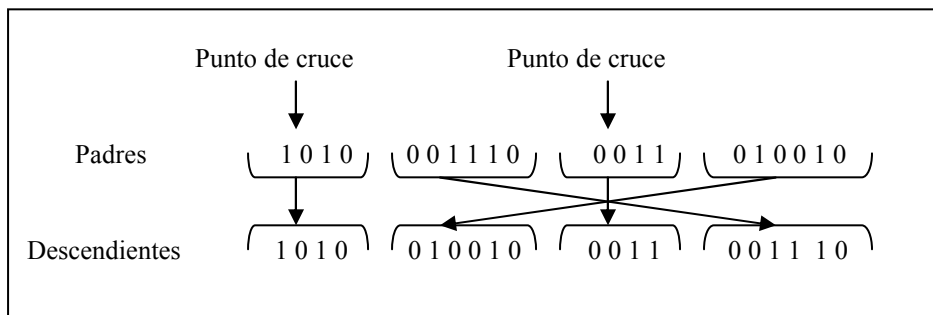 Punto de cruce Punto de cruce
Padres 1 0 1 0 0 0 1 1 1 0 0 0 1 1 0 1 0 0 1 0
Descendientes 1 0 1 0 0 1 0 0 1 0 0 0 1 1 0 0 1 1 1 0